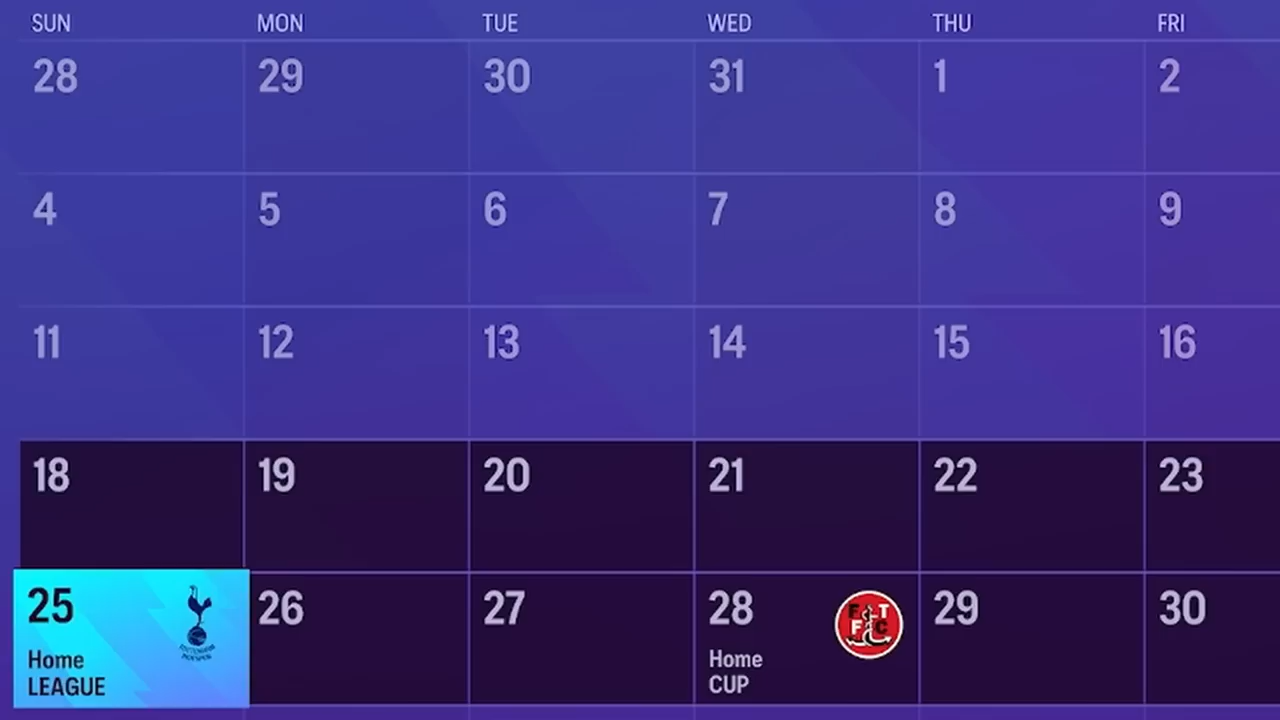 SUN MON TUE WED THU FRI
28 29 30 31 1 2
4 5 6 7 8 9
11 12 13 14 15 16
18 19 20 21 22 23
25 26 27 28 29 30
TOTTENHAM
HOTSPUR
F T
F C
Home
LEAGUE
Home
CUP